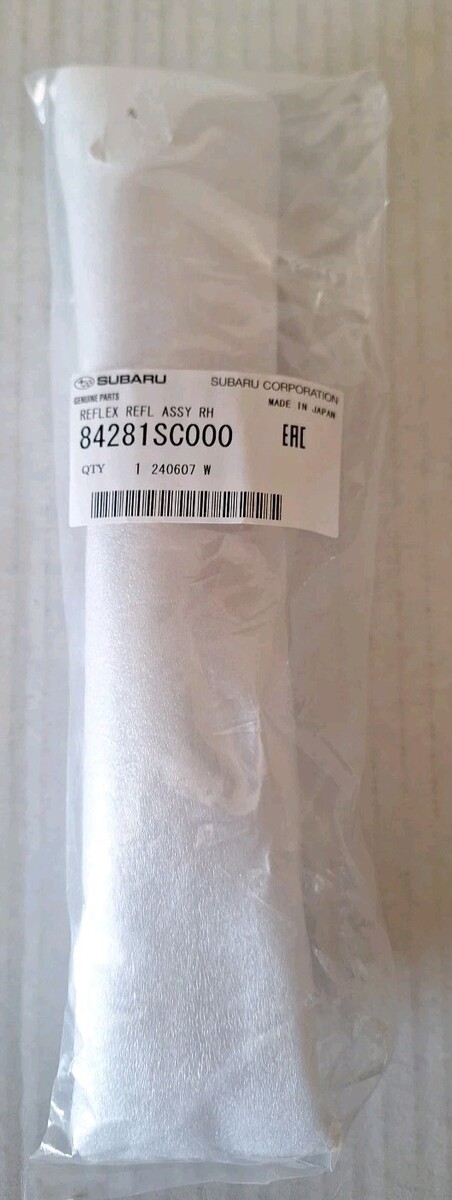 SUBARU SUBARU CORPORATION
GENUINE PARTS MADE IN JAPAN
REFLEX REFL ASSY RH
84281SC000 EAC
QTY 1 240607 W